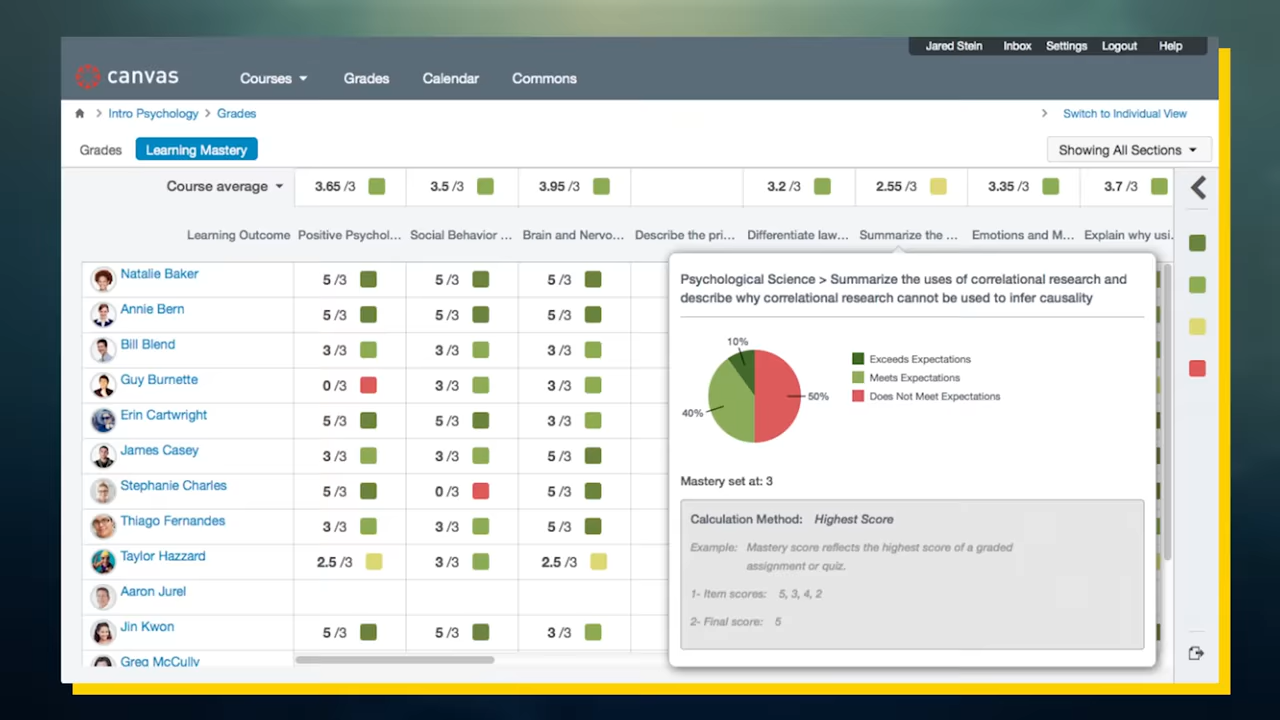 Jared Stein Inbox Settings Logout Help
canvas Courses Grades Calendar Commons
Intro Psychology > Grades > Switch to Individual View
Grades Learning Mastery Showing All Sections
Course average 3.65 /3 3.5 /3 3.95 /3 3.2 /3 2.55 /3 3.35 /3 3.7 /3
Learning Outcome Positive Psychol... Social Behavior ... Brain and Nervo... Describe the pri... Differentiate law... Summarize the ... Emotions and M... Explain why usi..
Natalie Baker 5 /3 5 /3 5 /3
Annie Bern 5 /3 5 /3 5 /3
Bill Blend 3 /3 3 /3 3 /3
Guy Burnette 0 /3 3 /3 3 /3
Erin Cartwright 5 /3 5 /3 3 /3
James Casey 3 /3 3 /3 5 /3
Stephanie Charles 5 /3 0 /3 5 /3
Thiago Fernandes 3 /3 3 /3 5 /3
Taylor Hazzard 2.5 /3 3 /3 2.5 /3
Aaron Jurel
Jin Kwon 5 /3 5 /3 3 /3
Greg McCully
Psychological Science > Summarize the uses of correlational research and
describe why correlational research cannot be used to infer causality
10%
40%
50%
Exceeds Expectations
Meets Expectations
Does Not Meet Expectations
Mastery set at: 3
Calculation Method: Highest Score
Example: Mastery score reflects the highest score of a graded
assignment or quiz.
1- Item scores: 5, 3, 4, 2
2- Final score: 5